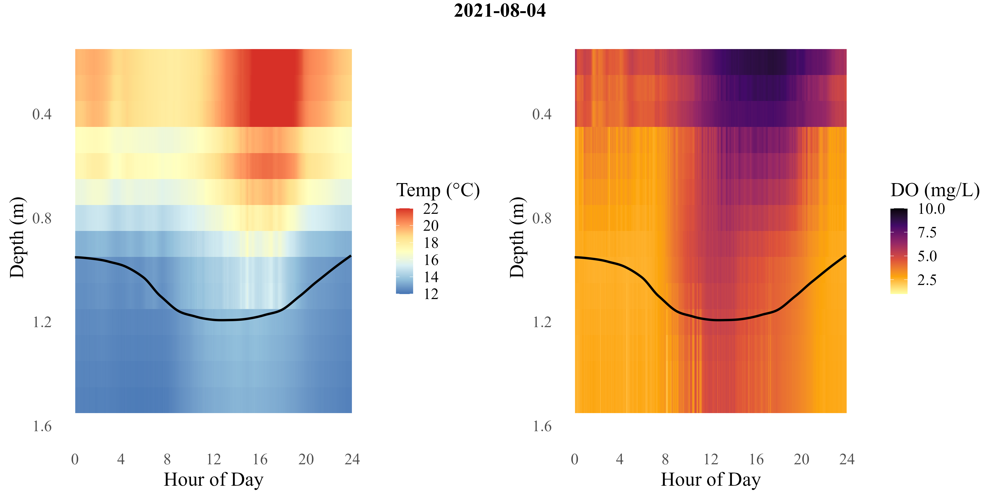 2021-08-04
Depth (m)
0.4
0.8
1.2
1.6
0 4 8 12 16 20 24
Hour of Day
Temp (°C)
22
20
18
16
14
12
Depth (m)
0.4
0.8
1.2
1.6
0 4 8 12 16 20 24
Hour of Day
DO (mg/L)
10.0
7.5
5.0
2.5